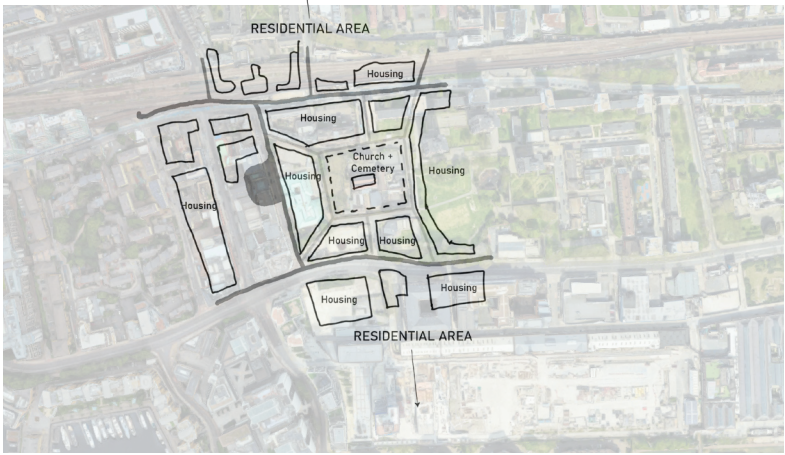 RESIDENTIAL AREA
Housing
Housing
Church +
Cemetery
Housing
Housing
Housing
Housing
Housing
Housing
Housing
RESIDENTIAL AREA